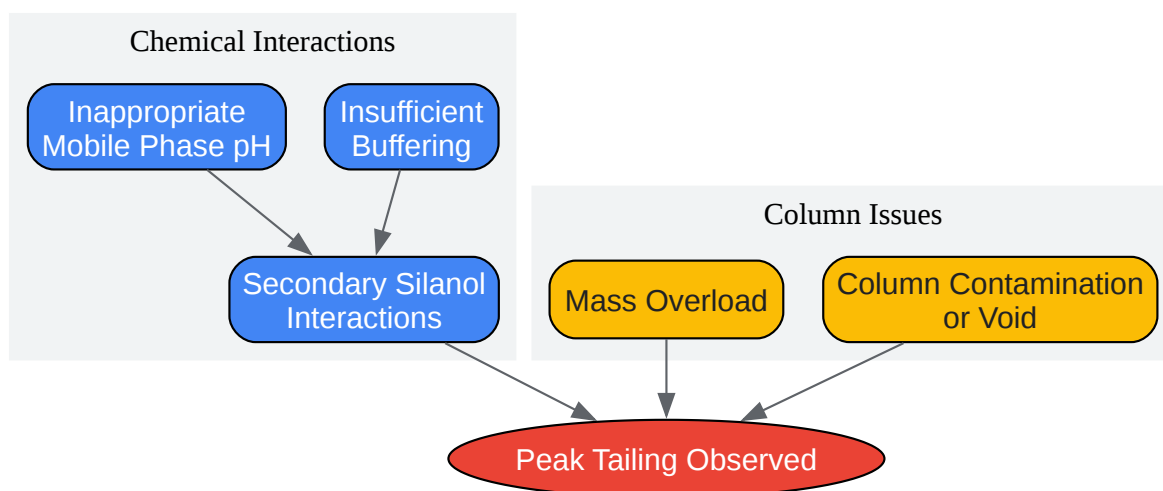 Chemical Interactions
Inappropriate
Mobile Phase pH
Insufficient
Buffering
Secondary Silanol
Interactions
Column Issues
Mass Overload
Column Contamination
or Void
Peak Tailing Observed